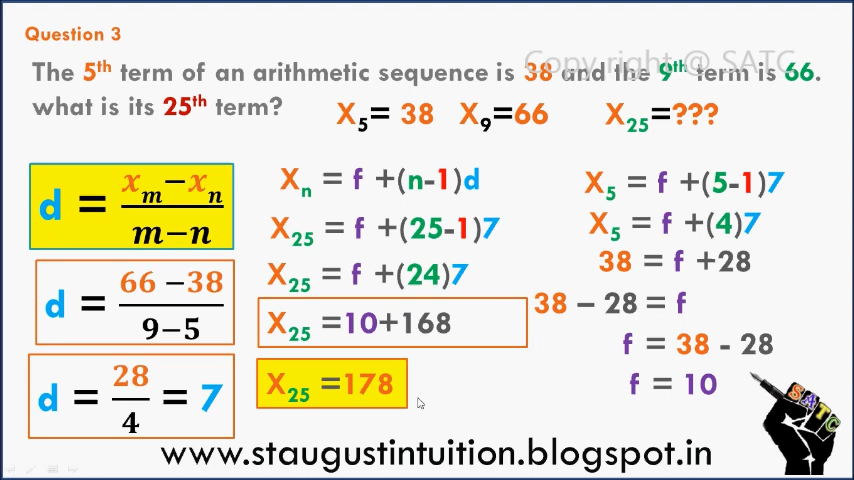 Question 3
Copy right @ SATC
The 5th term of an arithmetic sequence is 38 and the 9th term is 66.
what is its 25th term?
X5= 38 X9=66 X25=???
d = (xm−xn)/(m−n)
d = (66 −38)/(9−5)
d = 28/4 = 7
Xn = f +(n-1)d
X25 = f +(25-1)7
X25 = f +(24)7
X25 =10+168
X25 =178
X5 = f +(5-1)7
X5 = f +(4)7
38 = f +28
38 – 28 = f
f = 38 - 28
f = 10
SATC
www.staugustintuition.blogspot.in